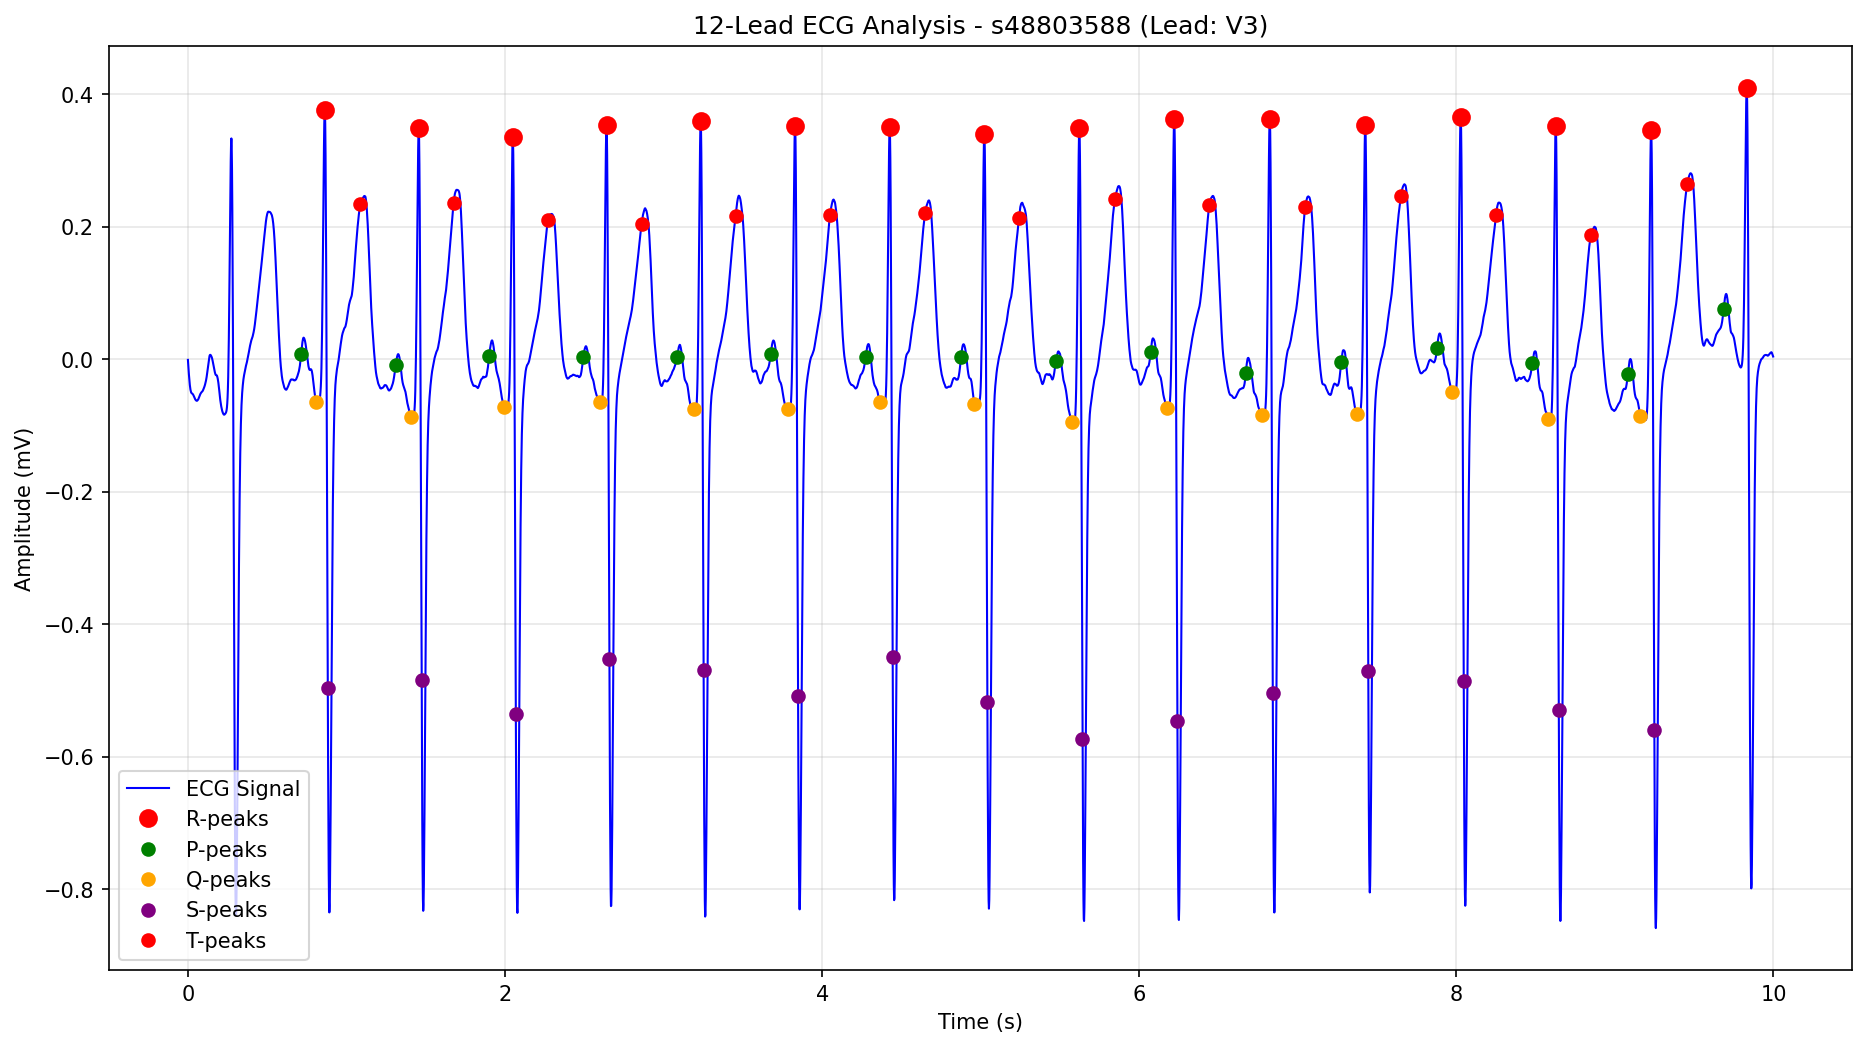 12-Lead ECG Analysis - s48803588 (Lead: V3)
Amplitude (mV)
0.4
0.2
0.0
−0.2
−0.4
−0.6
−0.8
ECG Signal
R-peaks
P-peaks
Q-peaks
S-peaks
T-peaks
0 2 4 6 8 10
Time (s)